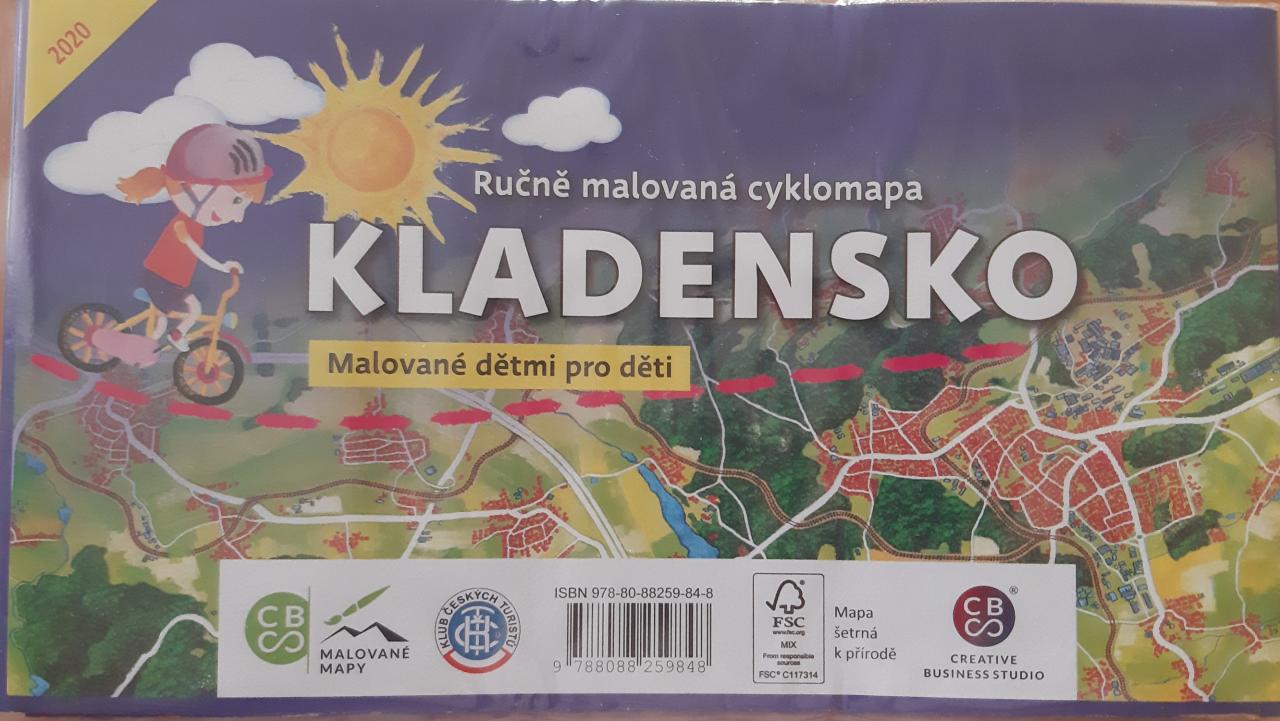 2020
Ručně malovaná cyklomapa
KLADENSKO
Malované dětmi pro děti
CB
MALOVANÉ
MAPY
KLUB ČESKÝCH TURISTŮ
ISBN 978-80-88259-84-8
9 788088 259848
FSC
www.fsc.org
MIX
From responsible
sources
FSC® C117314
Mapa
šetrná
k přírodě
CB
®
CREATIVE
BUSINESS STUDIO